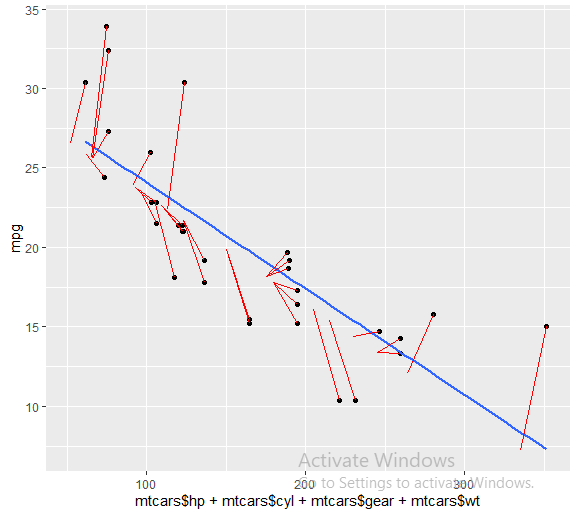 35
30
25
20
15
10
mpg
Activate Windows
Go to Settings to activate Windows.
100
200
300
mtcars$hp + mtcars$cyl + mtcars$gear + mtcars$wt